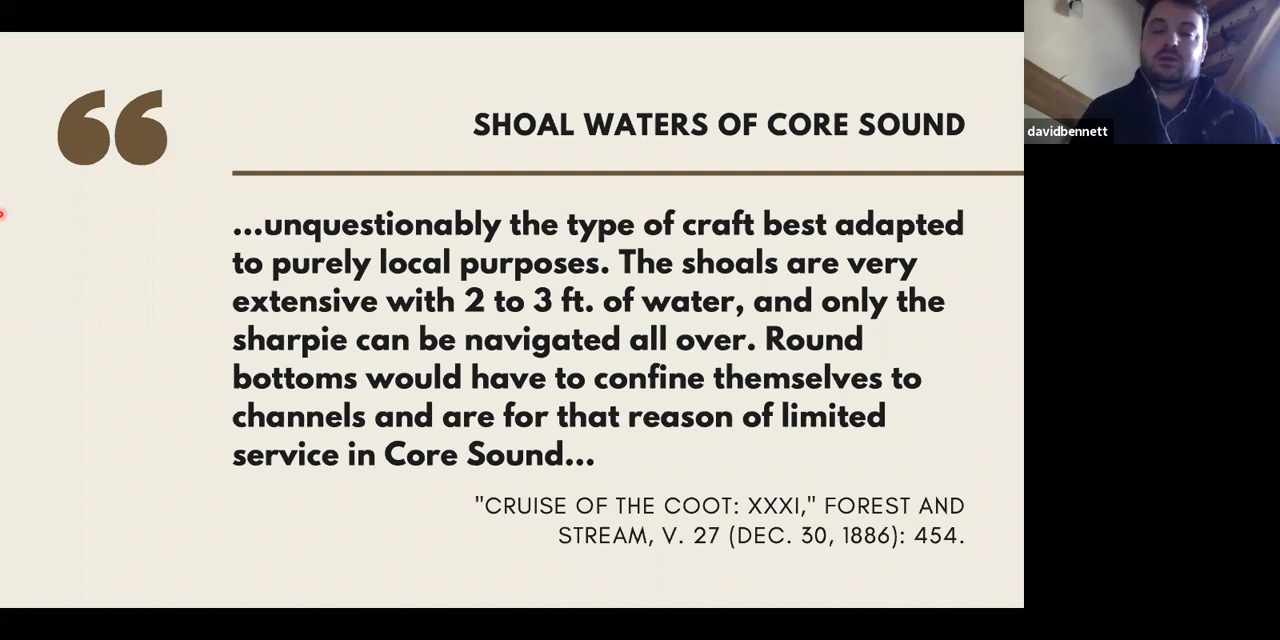 SHOAL WATERS OF CORE SOUND
...unquestionably the type of craft best adapted
to purely local purposes. The shoals are very
extensive with 2 to 3 ft. of water, and only the
sharpie can be navigated all over. Round
bottoms would have to confine themselves to
channels and are for that reason of limited
service in Core Sound...
"CRUISE OF THE COOT: XXXI," FOREST AND
STREAM, V. 27 (DEC. 30, 1886): 454.
davidbennett